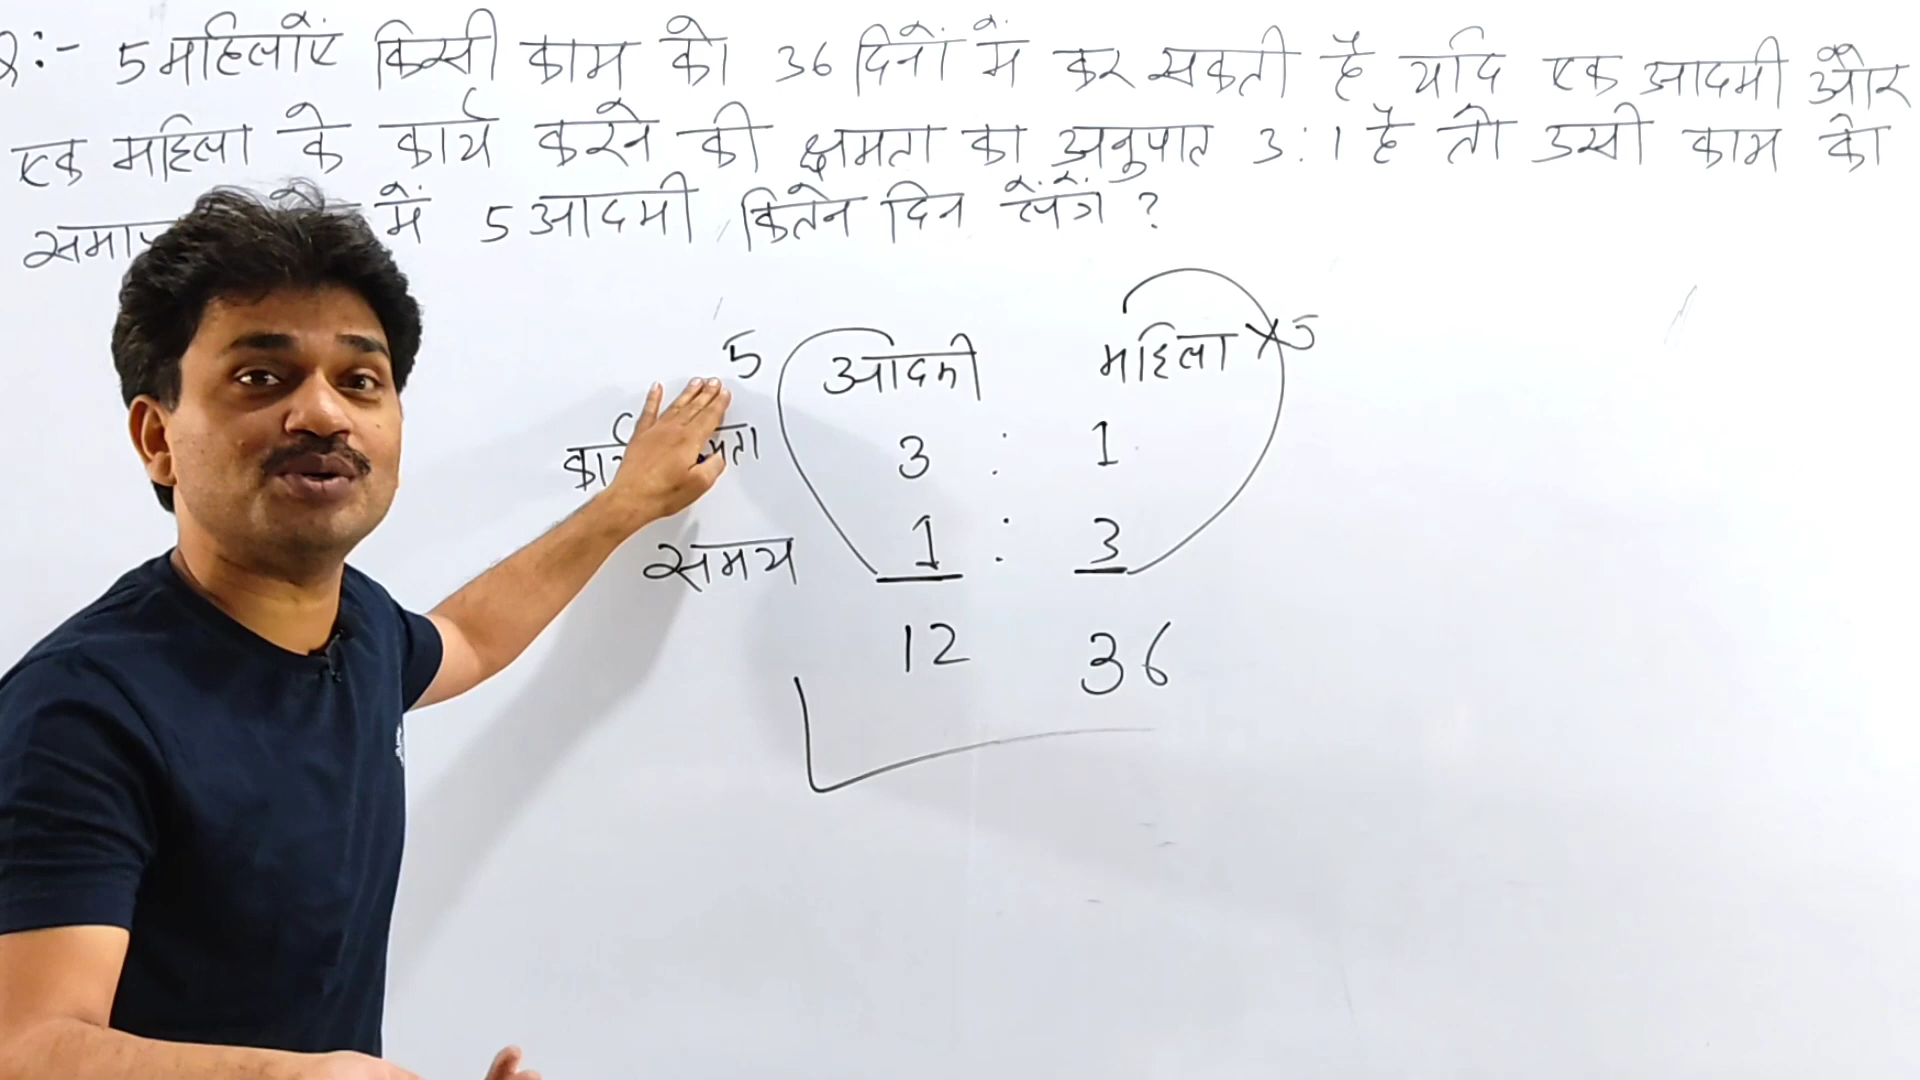 Q:- 5 महिलाएं किसी काम को 36 दिनों में कर सकती है यदि एक आदमी और
एक महिला के कार्य करने की क्षमता का अनुपात 3:1 है तो उसी काम को
में 5 आदमी कितने दिन लेंगे ?
5 आदमी महिला × 5
3 : 1
समय 1 : 3
12 36